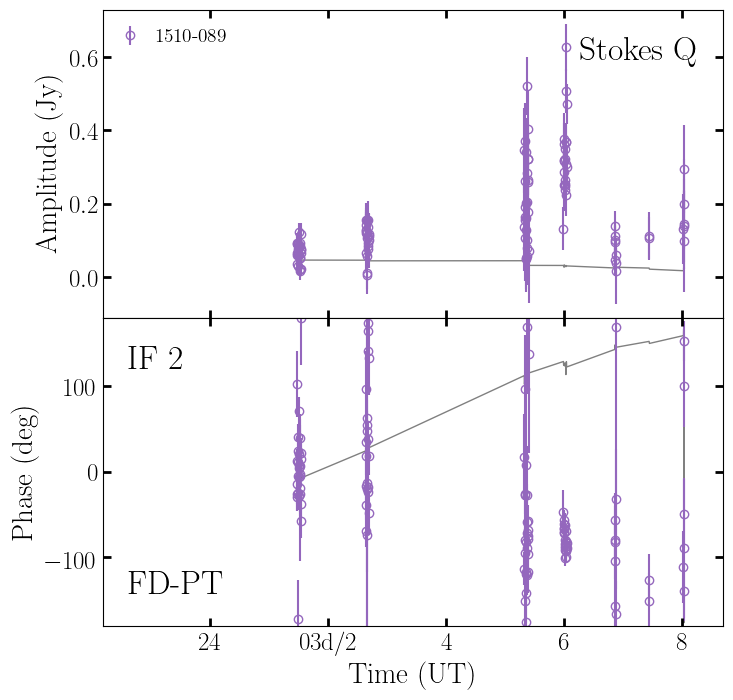 1510-089
Stokes Q
Amplitude (Jy)
0.6
0.4
0.2
0.0
IF 2
FD-PT
Phase (deg)
100
0
−100
24 03d/2 4 6 8
Time (UT)